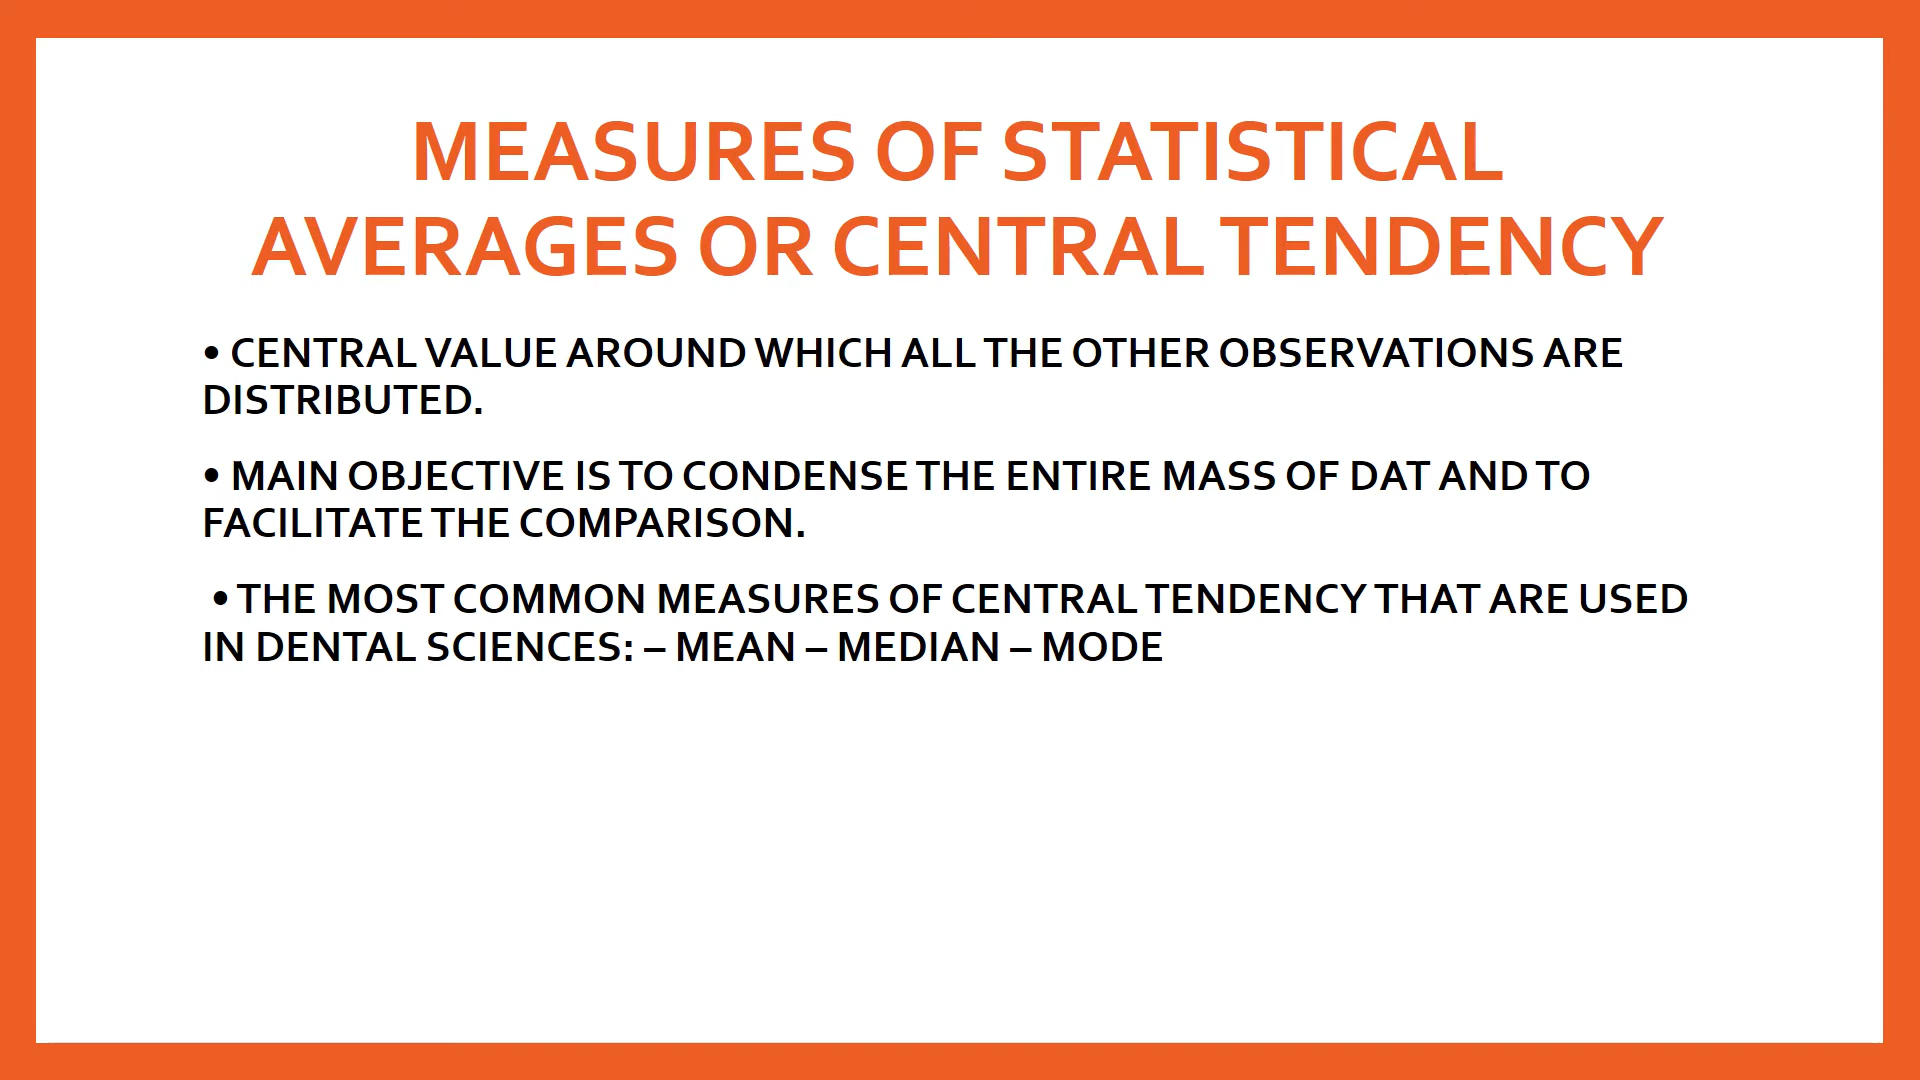 MEASURES OF STATISTICAL
AVERAGES OR CENTRAL TENDENCY
• CENTRAL VALUE AROUND WHICH ALL THE OTHER OBSERVATIONS ARE
DISTRIBUTED.
• MAIN OBJECTIVE IS TO CONDENSE THE ENTIRE MASS OF DAT AND TO
FACILITATE THE COMPARISON.
• THE MOST COMMON MEASURES OF CENTRAL TENDENCY THAT ARE USED
IN DENTAL SCIENCES: – MEAN – MEDIAN – MODE